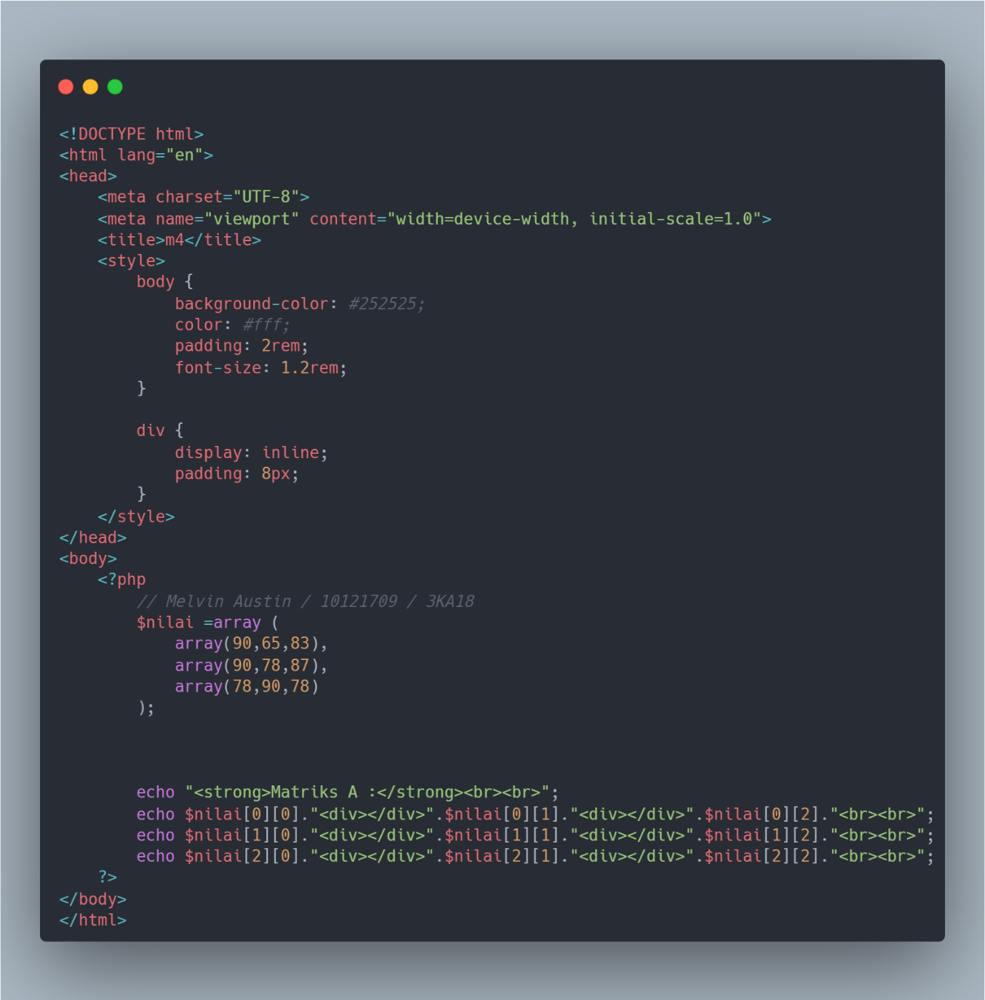 <!DOCTYPE html>
<html lang="en">
<head>
    <meta charset="UTF-8">
    <meta name="viewport" content="width=device-width, initial-scale=1.0">
    <title>m4</title>
    <style>
        body {
            background-color: #252525;
            color: #fff;
            padding: 2rem;
            font-size: 1.2rem;
        }

        div {
            display: inline;
            padding: 8px;
        }
    </style>
</head>
<body>
    <?php
        // Melvin Austin / 10121709 / 3KA18
        $nilai =array (
            array(90,65,83),
            array(90,78,87),
            array(78,90,78)
        );

        echo "<strong>Matriks A :</strong><br><br>";
        echo $nilai[0][0]."<div></div>".$nilai[0][1]."<div></div>".$nilai[0][2]."<br><br>";
        echo $nilai[1][0]."<div></div>".$nilai[1][1]."<div></div>".$nilai[1][2]."<br><br>";
        echo $nilai[2][0]."<div></div>".$nilai[2][1]."<div></div>".$nilai[2][2]."<br><br>";
    ?>
</body>
</html>